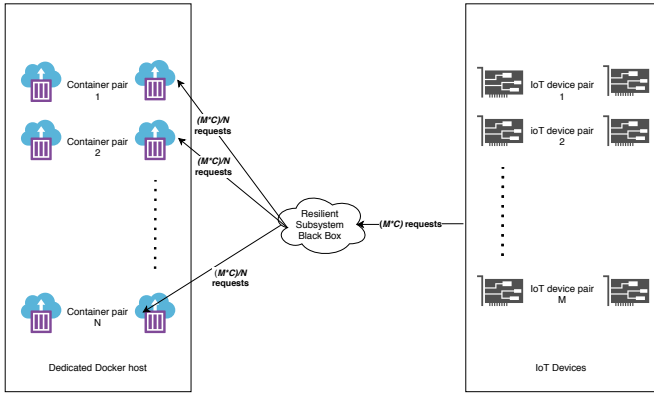 Container pair
1
Container pair
2
Container pair
N
Dedicated Docker host
(M*C)/N
requests
(M*C)/N
requests
(M*C)/N
requests
Resilient
Subsystem
Black Box
(M*C) requests
IoT device pair
1
ioT device pair
2
IoT device pair
M
IoT Devices